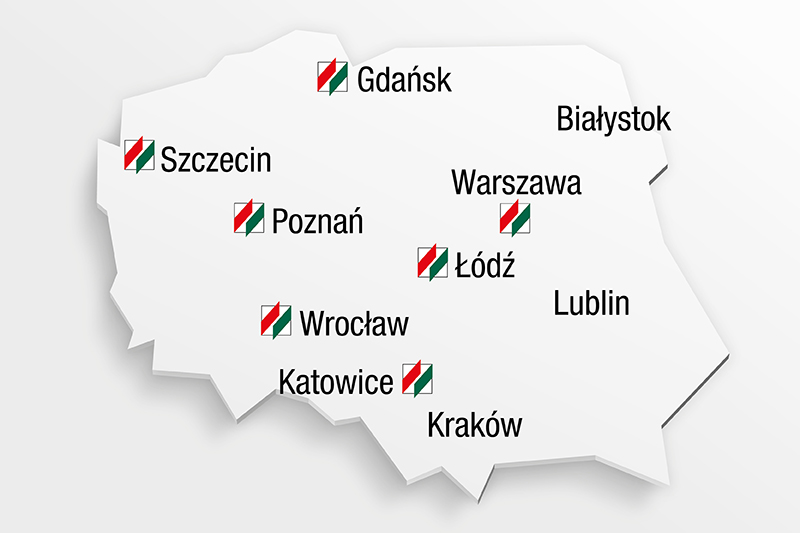 Gdańsk
Białystok
Szczecin
Warszawa
Poznań
Łódź
Lublin
Wrocław
Katowice
Kraków